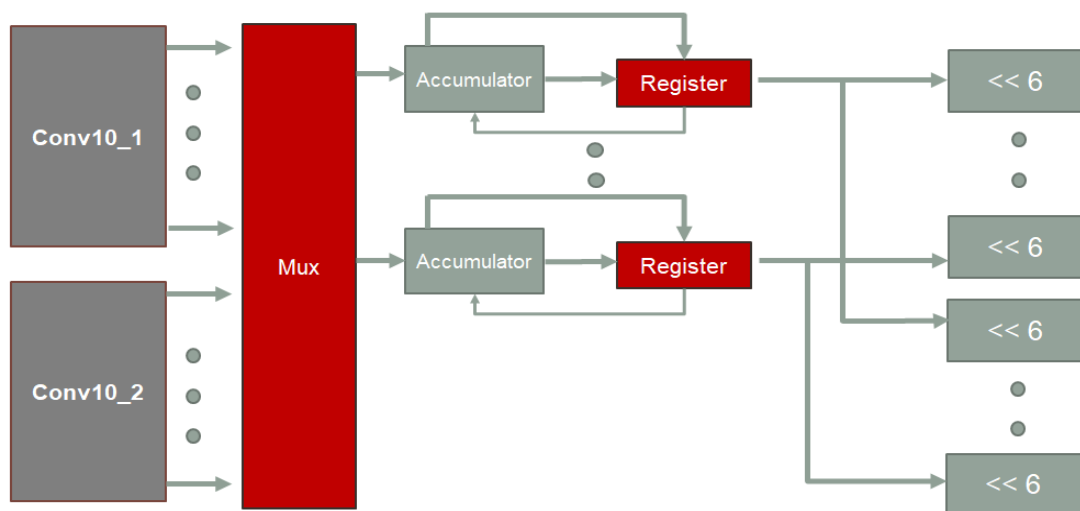 Conv10_1
Conv10_2
Mux
Accumulator
Register
Accumulator
Register
<< 6
<< 6
<< 6
<< 6